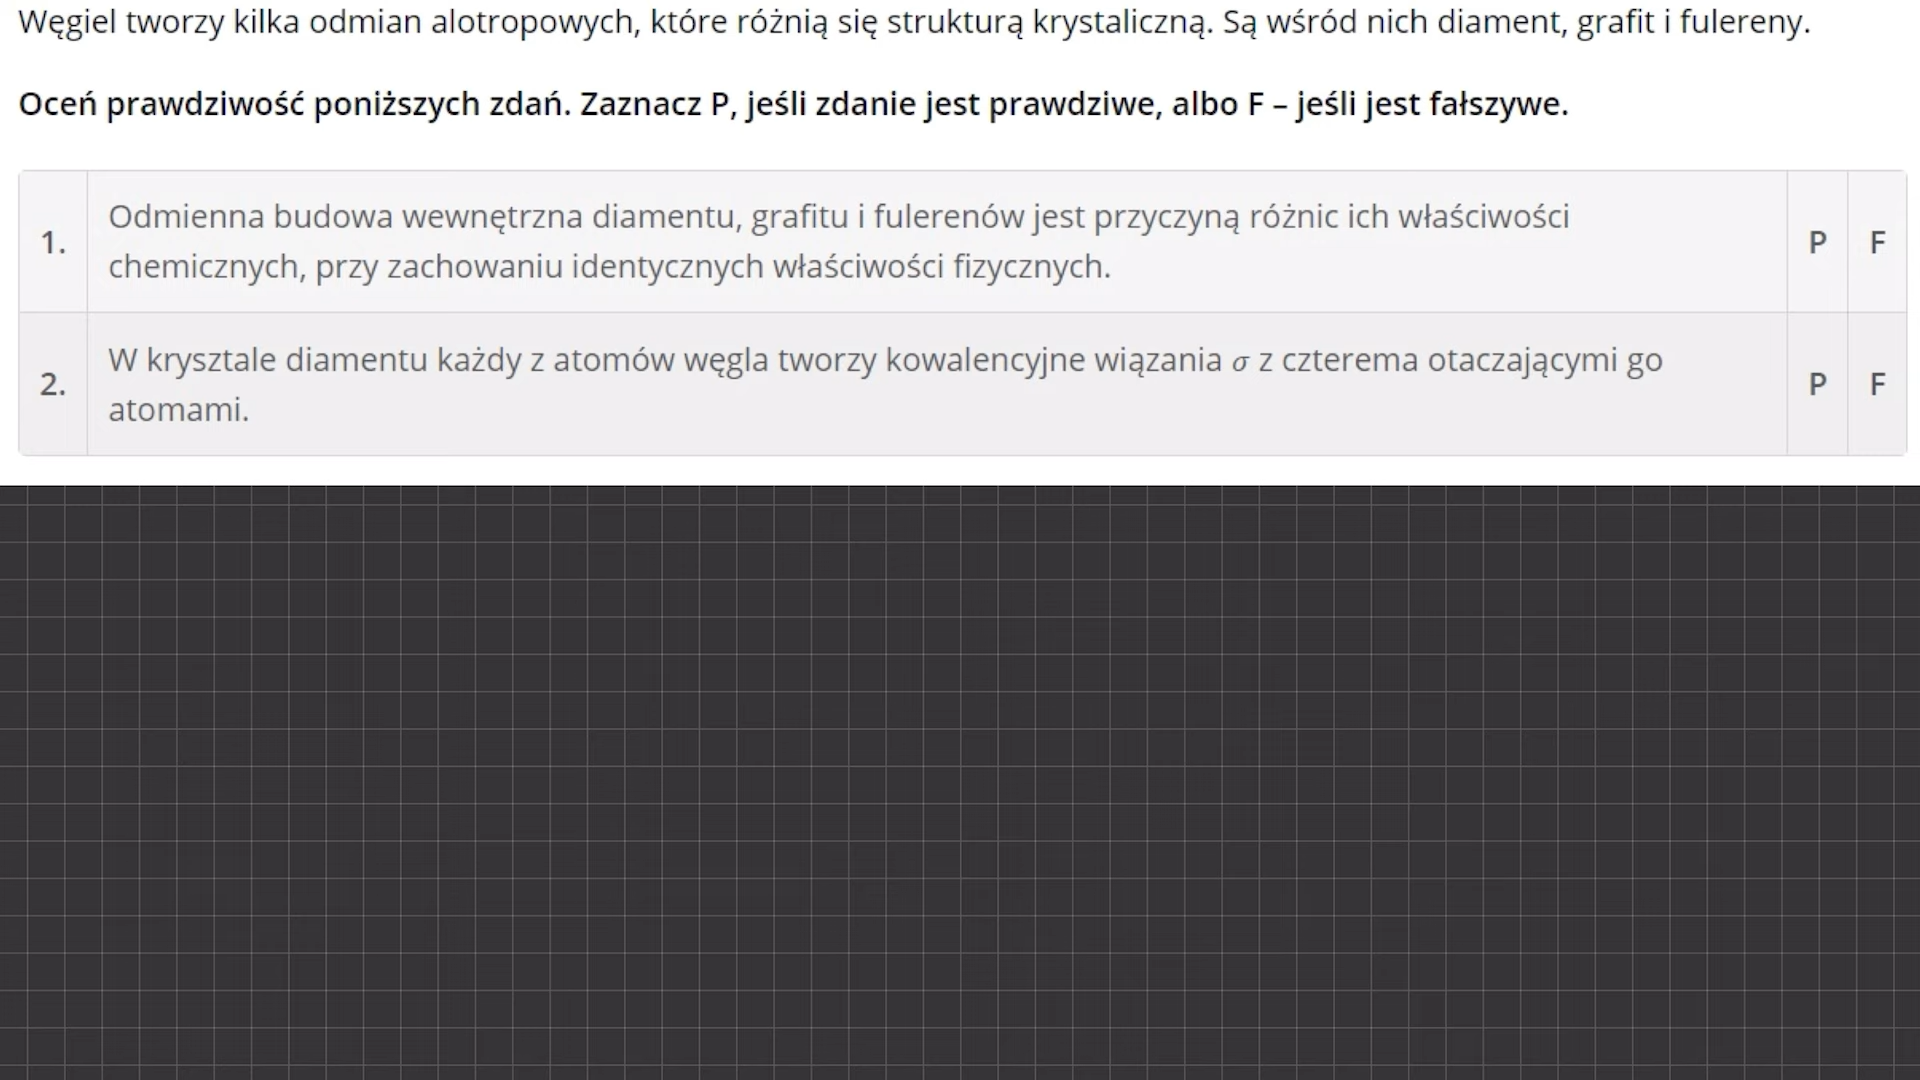 Węgiel tworzy kilka odmian alotropowych, które różnią się strukturą krystaliczną. Są wśród nich diament, grafit i fulereny.
Oceń prawdziwość poniższych zdań. Zaznacz P, jeśli zdanie jest prawdziwe, albo F – jeśli jest fałszywe.
1. Odmienna budowa wewnętrzna diamentu, grafitu i fulerenów jest przyczyną różnic ich właściwości
chemicznych, przy zachowaniu identycznych właściwości fizycznych. P F
2. W krysztale diamentu każdy z atomów węgla tworzy kowalencyjne wiązania σ z czterema otaczającymi go
atomami. P F